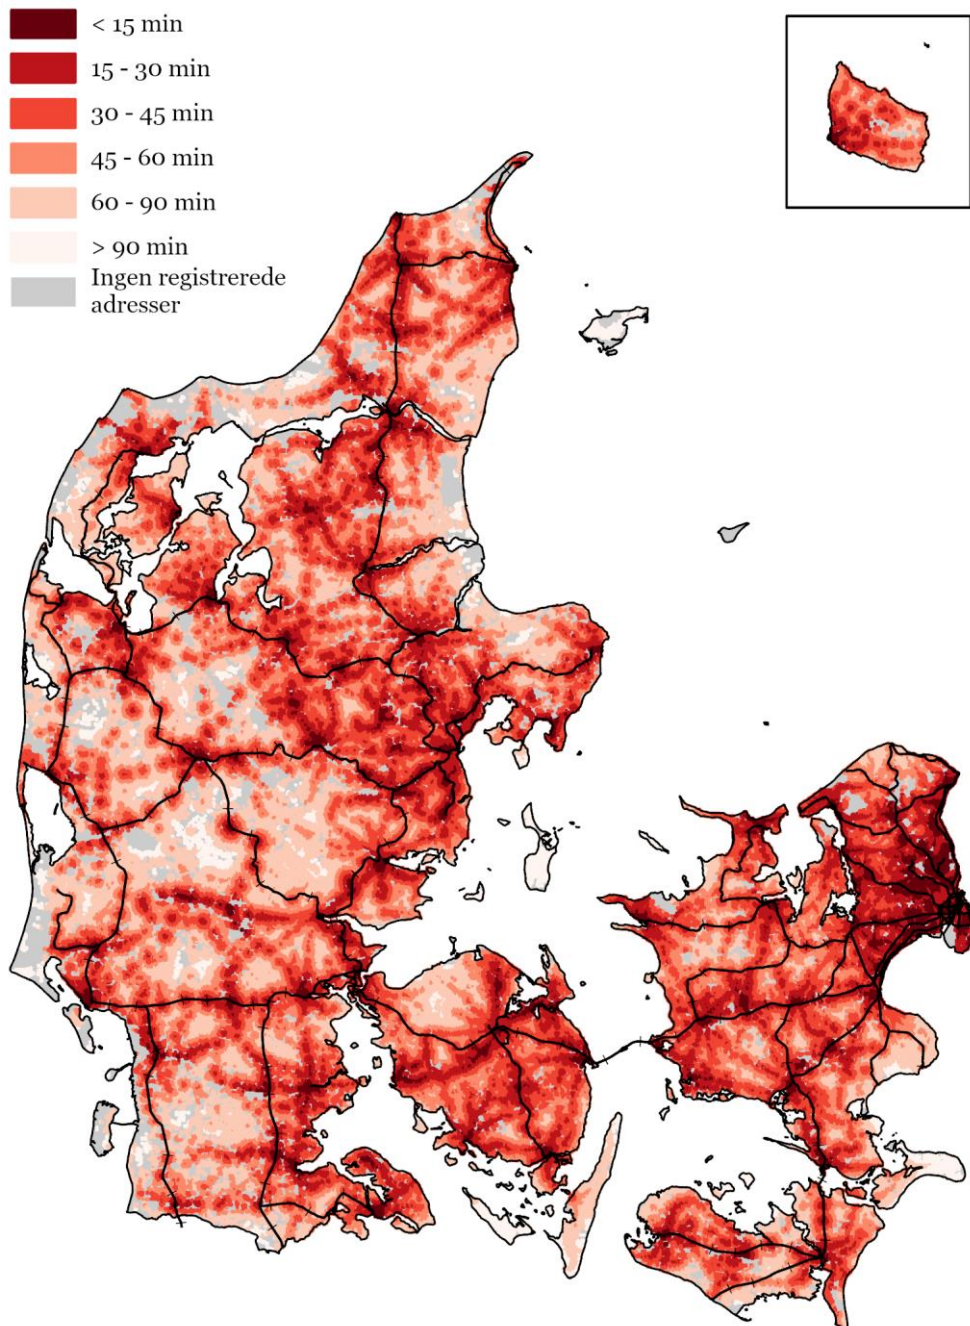 < 15 min
15 - 30 min
30 - 45 min
45 - 60 min
60 - 90 min
> 90 min
Ingen registrerede
adresser